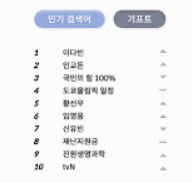 인기 검색어 기프트
1 이다빈
2 인교돈
3 국민의 힘 100%
4 도쿄올림픽 일정
5 황선우
6 임영웅
7 신유빈
8 재난지원금
9 진원생명과학
10 tvN